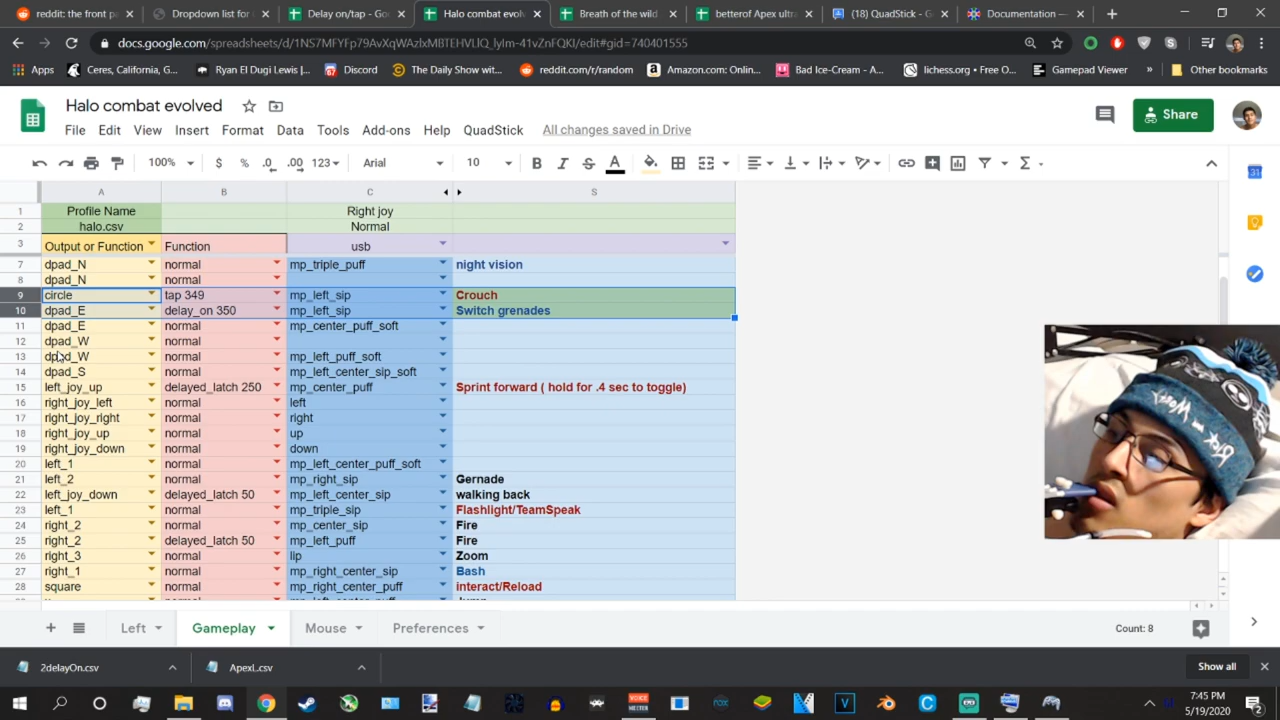 reddit: the front p
Dropdown list for
Delay on/tap - Go
Halo combat evol
Breath of the wild
betterof Apex ultra
(18) QuadStick - G
Documentation —
docs.google.com/spreadsheets/d/1NS7MFYFp79AvXqWAzlxMBTEHVLlQ_lyIm-41vZnFQKI/edit#gid=740401555
Apps
Ceres, California, G...
Ryan El Dugi Lewis |...
Discord
The Daily Show wit...
reddit.com/r/random
Amazon.com: Onlin...
Bad Ice-Cream - A...
lichess.org • Free O...
Gamepad Viewer
»
Other bookmarks
Halo combat evolved
File Edit View Insert Format Data Tools Add-ons Help QuadStick All changes saved in Drive
Share
100% $ % .0 .00 123 Arial 10 B I S A
A B C S
1 Profile Name Right joy
2 halo.csv Normal
3 Output or Function Function usb
7 dpad_N normal mp_triple_puff night vision
8 dpad_N normal
9 circle tap 349 mp_left_sip Crouch
10 dpad_E delay_on 350 mp_left_sip Switch grenades
11 dpad_E normal mp_center_puff_soft
12 dpad_W normal
13 dpad_W normal mp_left_puff_soft
14 dpad_S normal mp_left_center_sip_soft
15 left_joy_up delayed_latch 250 mp_center_puff Sprint forward ( hold for .4 sec to toggle)
16 right_joy_left normal left
17 right_joy_right normal right
18 right_joy_up normal up
19 right_joy_down normal down
20 left_1 normal mp_left_center_puff_soft
21 left_2 normal mp_right_sip Gernade
22 left_joy_down delayed_latch 50 mp_left_center_sip walking back
23 left_1 normal mp_triple_sip Flashlight/TeamSpeak
24 right_2 normal mp_center_sip Fire
25 right_2 delayed_latch 50 mp_left_puff Fire
26 right_3 normal lip Zoom
27 right_1 normal mp_right_center_sip Bash
28 square normal mp_right_center_puff interact/Reload
Left Gameplay Mouse Preferences Count: 8
2delayOn.csv
ApexL.csv
Show all
7:45 PM
5/19/2020